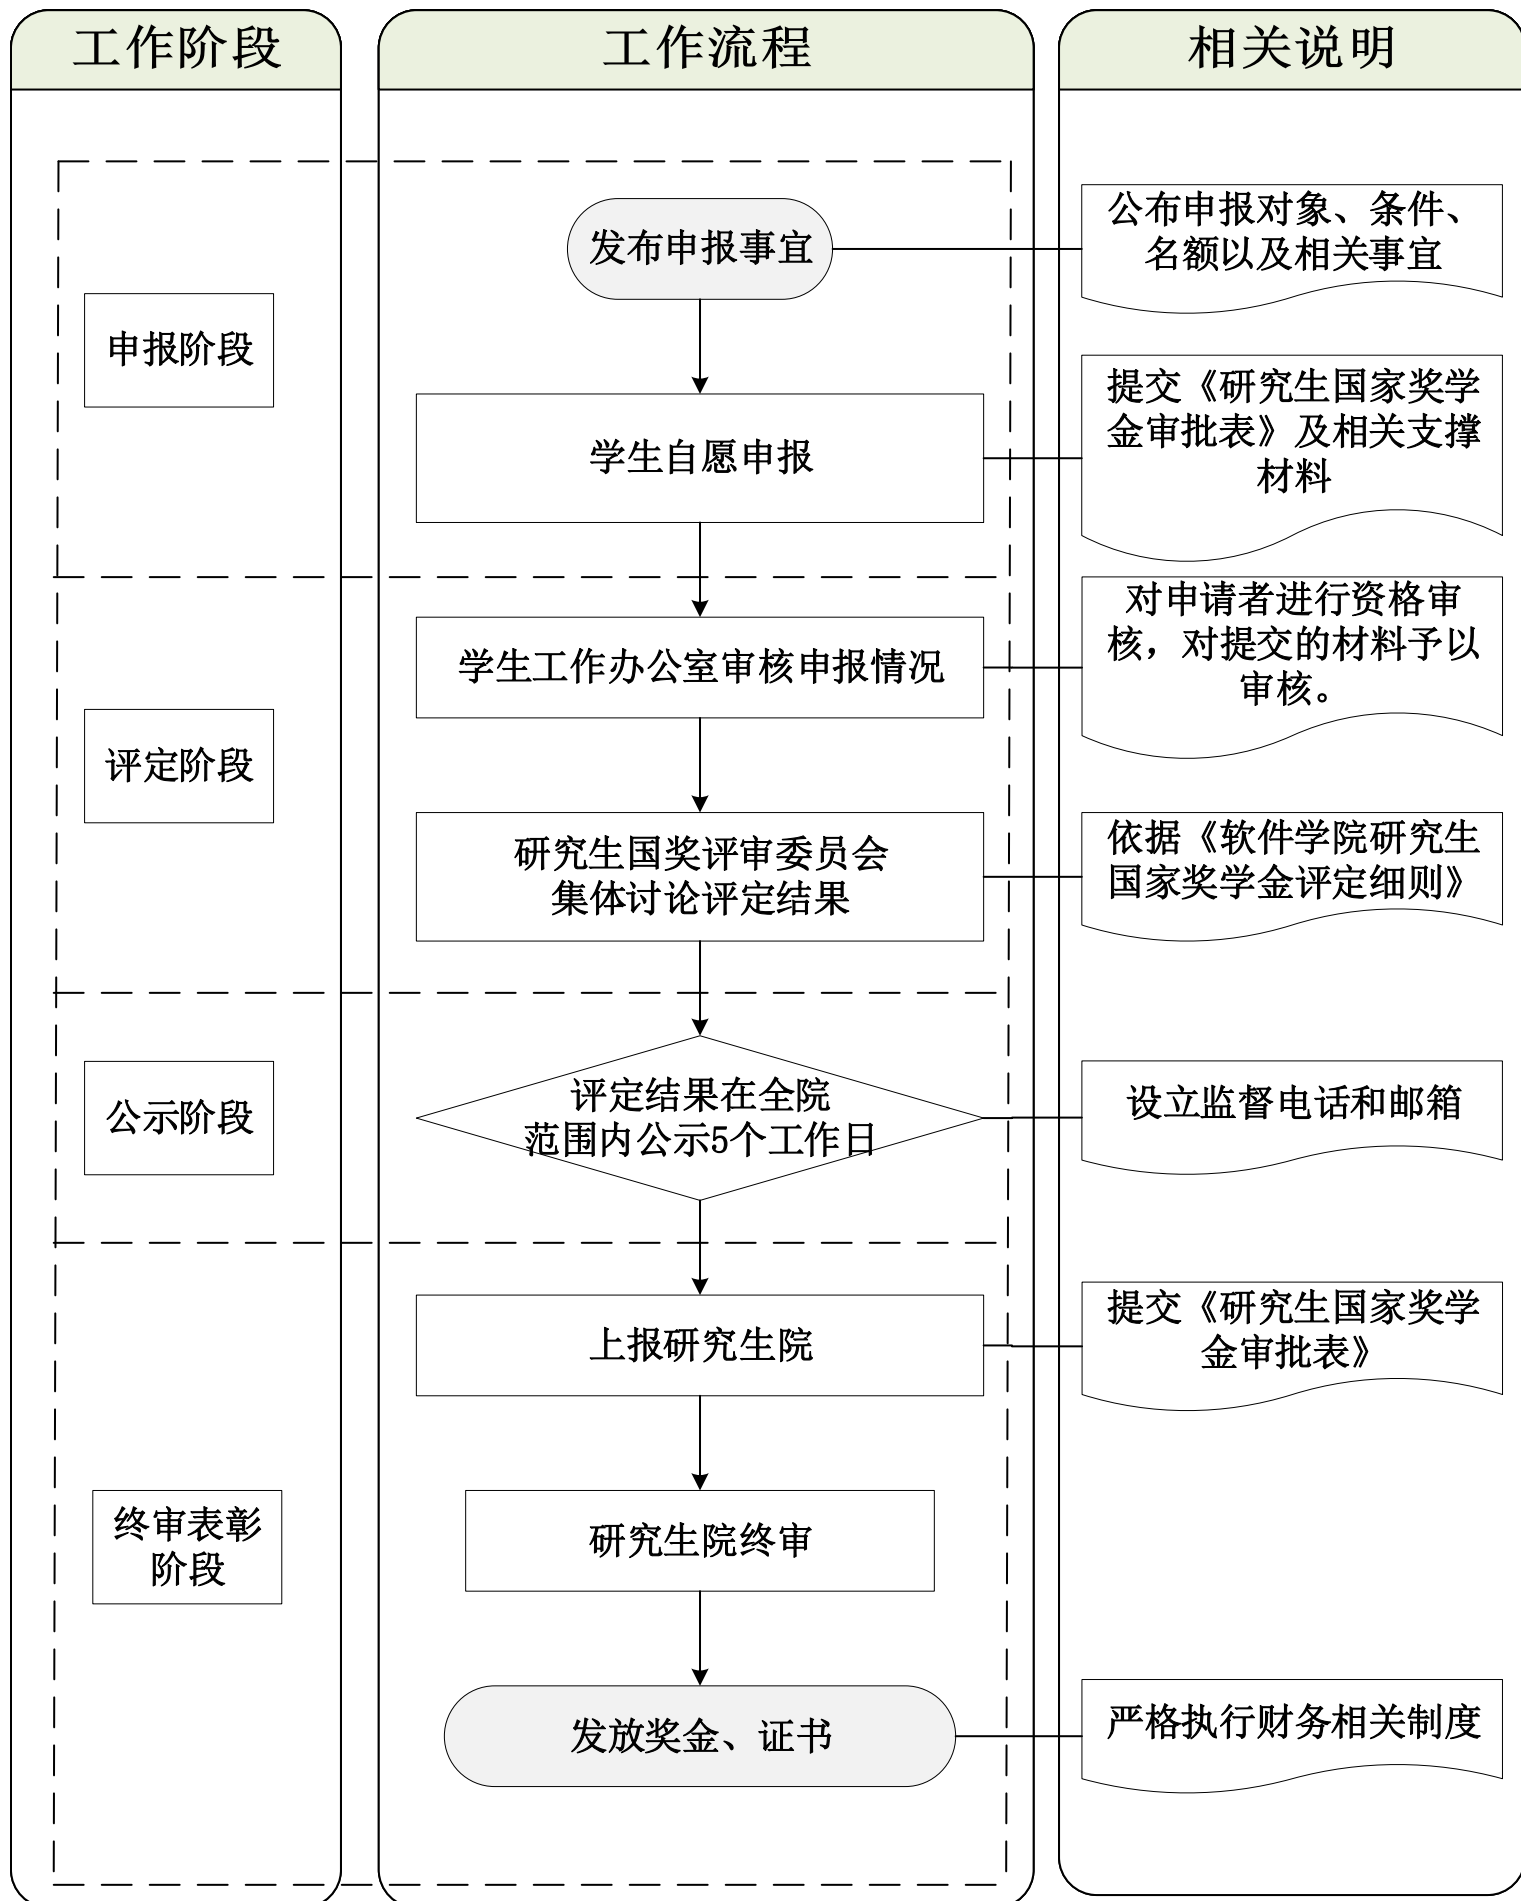 工作阶段
工作流程
相关说明
发布申报事宜
公布申报对象、条件、
名额以及相关事宜
申报阶段
学生自愿申报
提交《研究生国家奖学
金审批表》及相关支撑
材料
学生工作办公室审核申报情况
对申请者进行资格审
核，对提交的材料予以
审核。
评定阶段
研究生国奖评审委员会
集体讨论评定结果
依据《软件学院研究生
国家奖学金评定细则》
公示阶段
评定结果在全院
范围内公示5个工作日
设立监督电话和邮箱
上报研究生院
提交《研究生国家奖学
金审批表》
终审表彰
阶段
研究生院终审
发放奖金、证书
严格执行财务相关制度